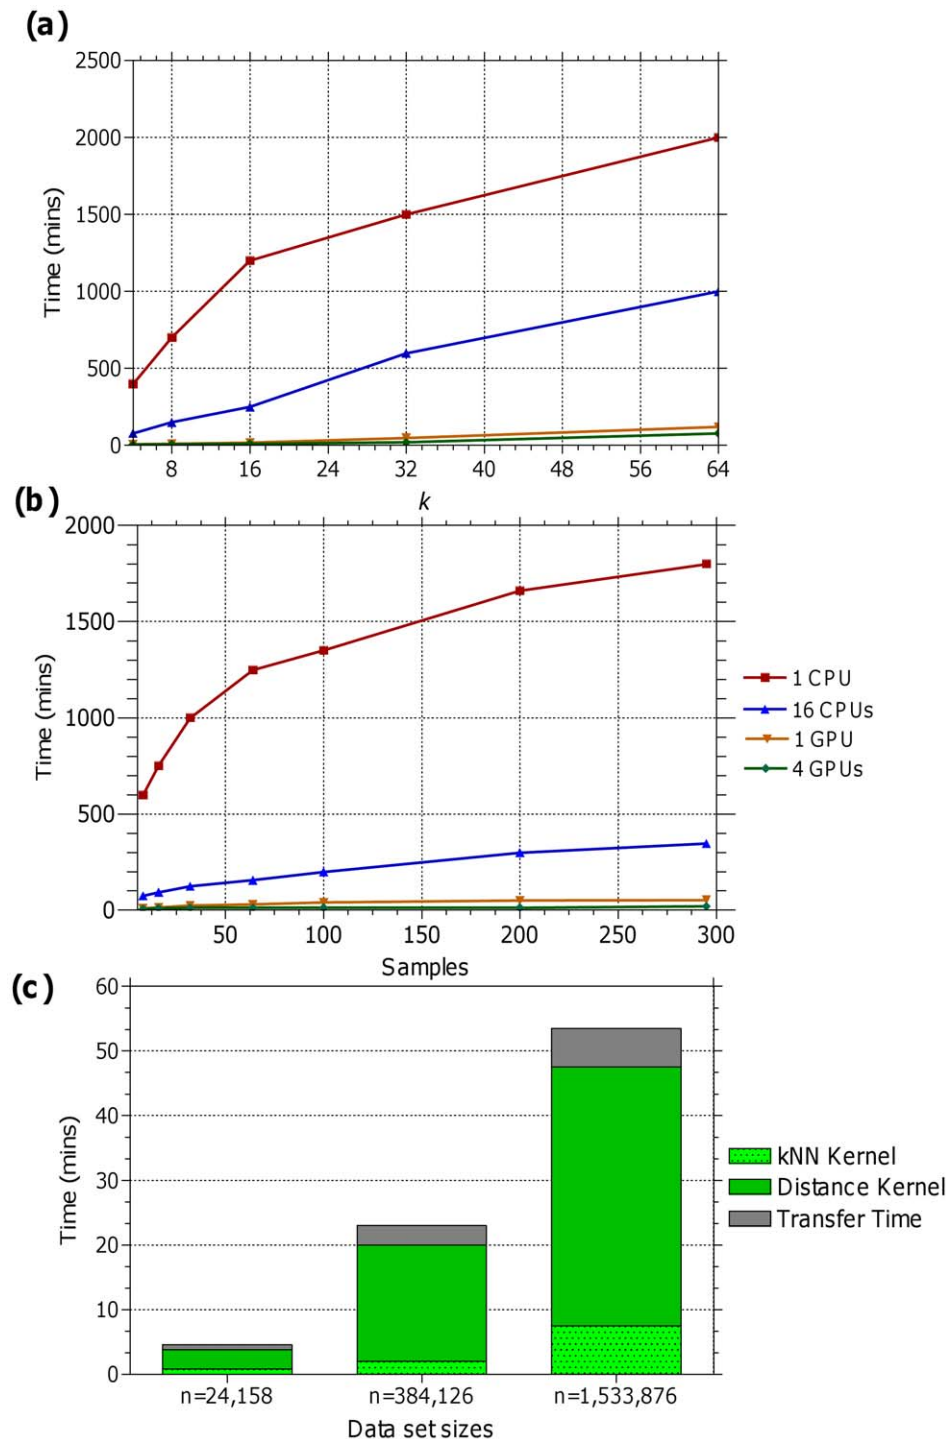 (a)
2500
2000
1500
1000
500
0
Time (mins)
8 16 24 32 40 48 56 64
k
(b)
2000
1500
1000
500
0
Time (mins)
50 100 150 200 250 300
Samples
1 CPU
16 CPUs
1 GPU
4 GPUs
(c)
60
50
40
30
20
10
0
Time (mins)
n=24,158 n=384,126 n=1,533,876
Data set sizes
kNN Kernel
Distance Kernel
Transfer Time